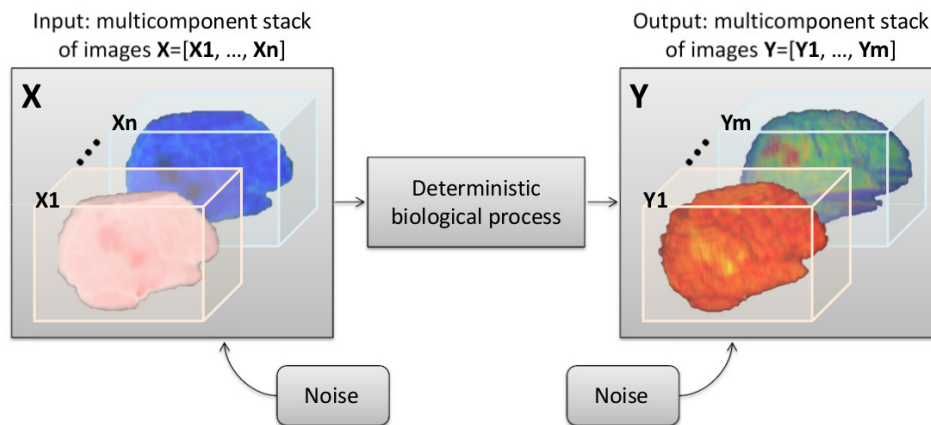 Input: multicomponent stack
of images X=[X1, ..., Xn]
Output: multicomponent stack
of images Y=[Y1, ..., Ym]
X
Xn
X1
Deterministic
biological process
Y
Ym
Y1
Noise
Noise